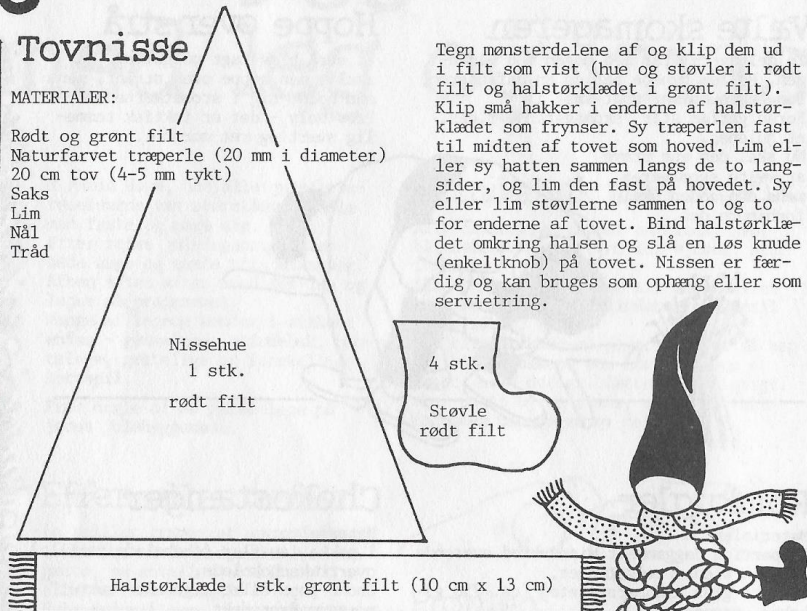 Tovnisse
MATERIALER:
Rødt og grønt filt
Naturfarvet træperle (20 mm i diameter)
20 cm tov (4-5 mm tykt)
Saks
Lim
Nål
Tråd
Tegn mønsterdelene af og klip dem ud
i filt som vist (hue og støvler i rødt
filt og halstørklædet i grønt filt).
Klip små hakker i enderne af halstør-
klædet som frynser. Sy træperlen fast
til midten af tovet som hoved. Lim el-
ler sy hatten sammen langs de to lang-
sider, og lim den fast på hovedet. Sy
eller lim støvlerne sammen to og to
for enderne af tovet. Bind halstørklæ-
det omkring halsen og slå en løs knude
(enkeltknob) på tovet. Nissen er fær-
dig og kan bruges som ophæng eller som
servietring.
Nissehue
1 stk.
rødt filt
4 stk.
Støvle
rødt filt
Halstørklæde 1 stk. grønt filt (10 cm x 13 cm)
Hoppe over strå
Valte skomageren
Chokostænger